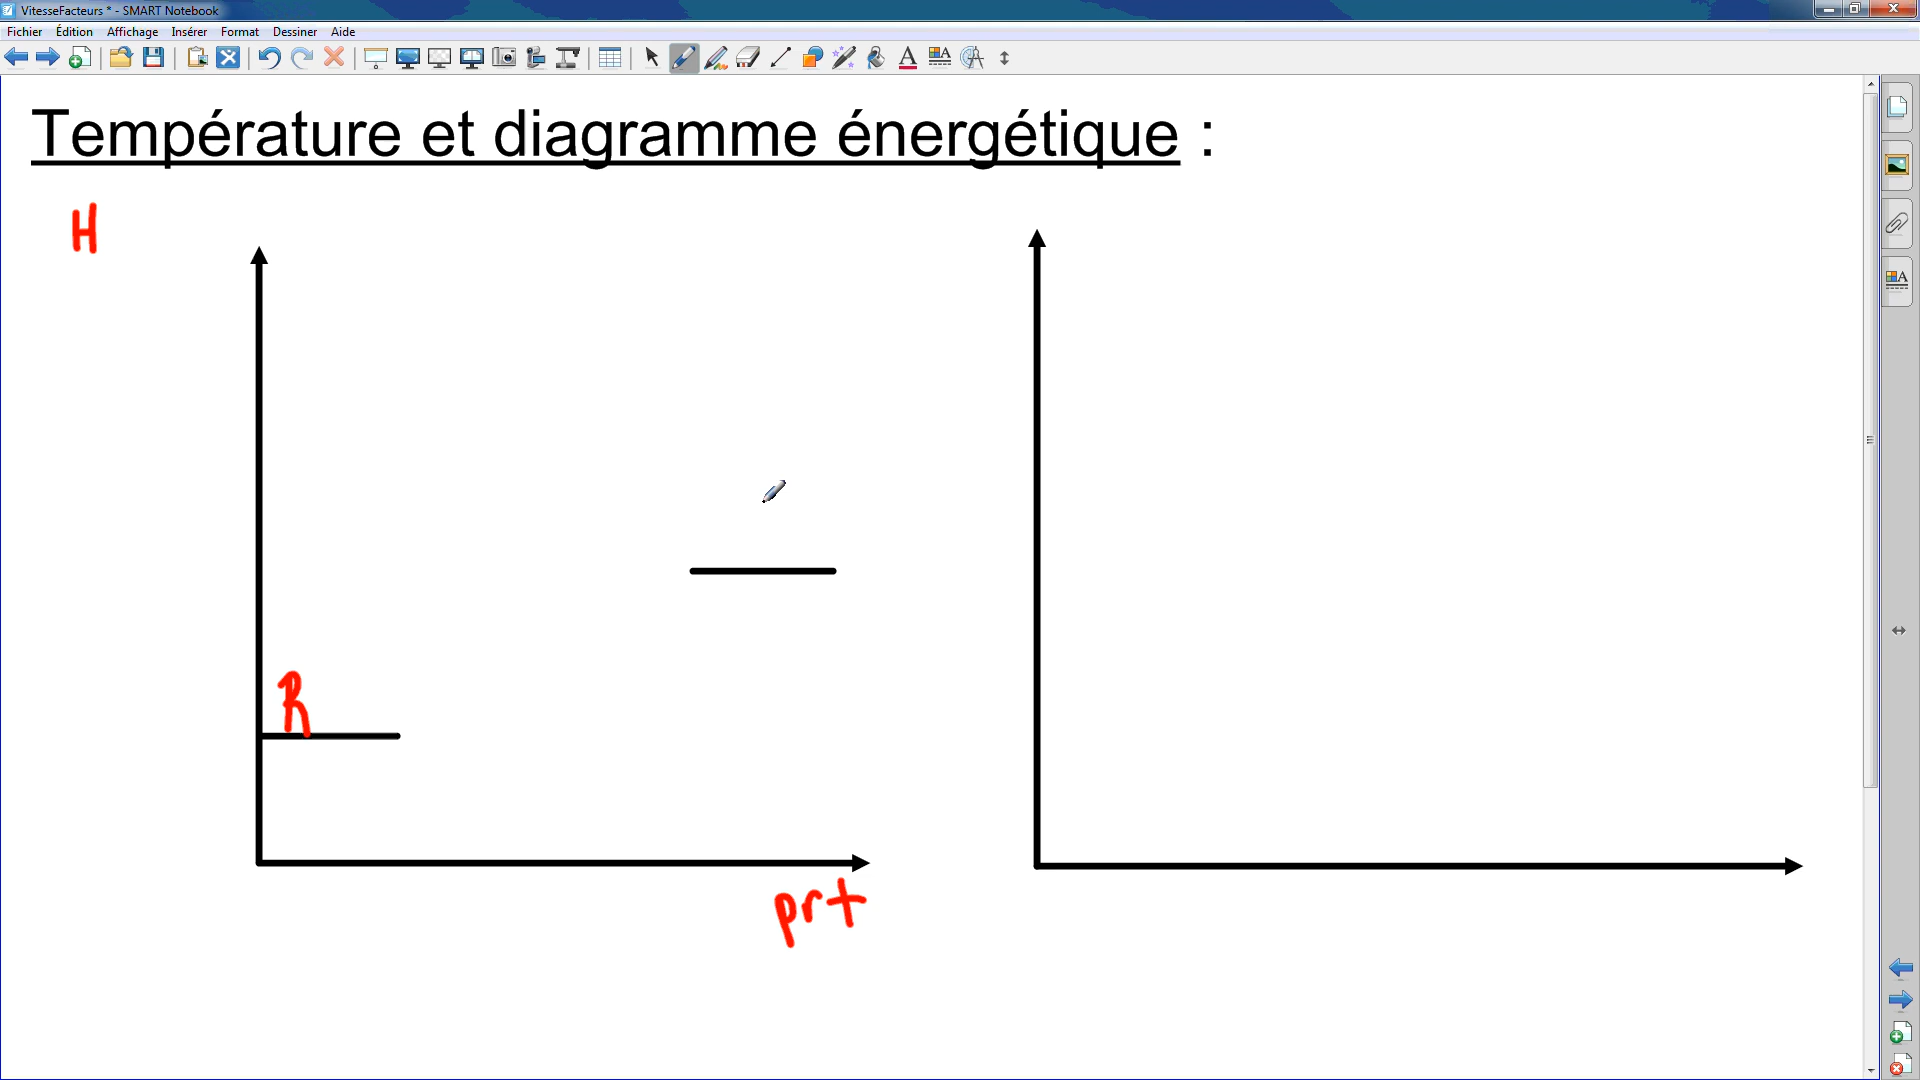 VitesseFacteurs * - SMART Notebook
Fichier Édition Affichage Insérer Format Dessiner Aide
Température et diagramme énergétique :
H
R
prt